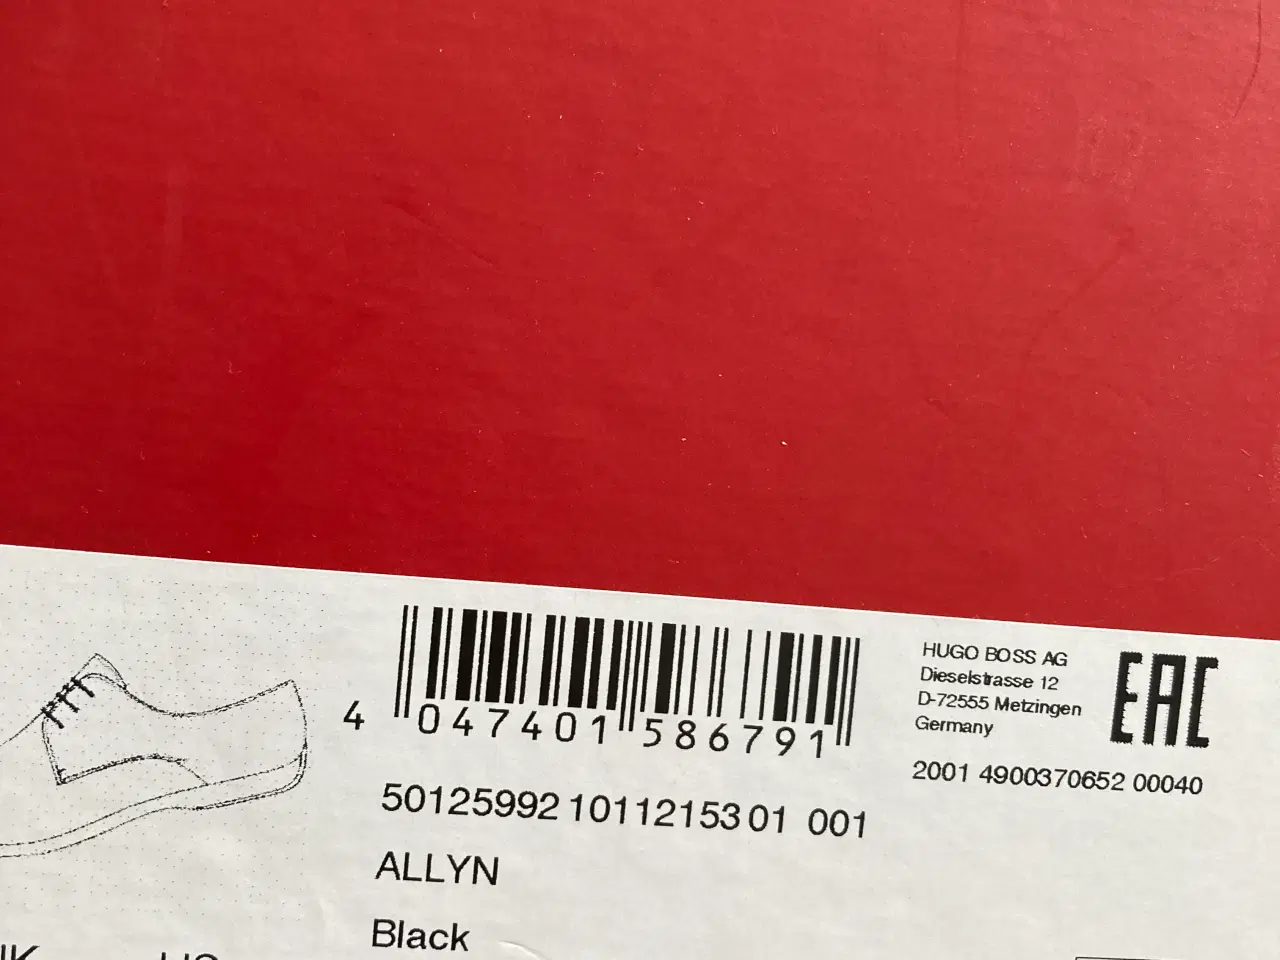 4 047401 586791
HUGO BOSS AG
Dieselstrasse 12
D-72555 Metzingen
Germany
EAC
2001 4900370652 00040
50125992 10112153 01 001
ALLYN
Black